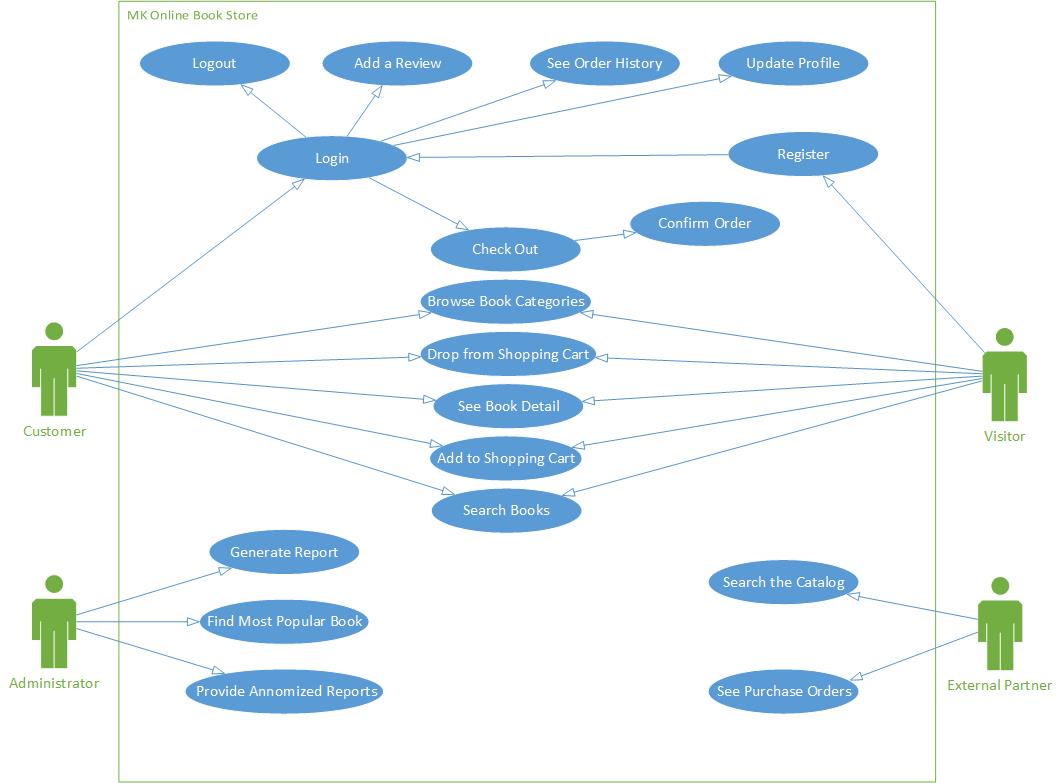 MK Online Book Store
Logout
Add a Review
See Order History
Update Profile
Login
Register
Confirm Order
Check Out
Browse Book Categories
Drop from Shopping Cart
See Book Detail
Customer
Visitor
Add to Shopping Cart
Search Books
Generate Report
Search the Catalog
Find Most Popular Book
Administrator
External Partner
Provide Annomized Reports
See Purchase Orders